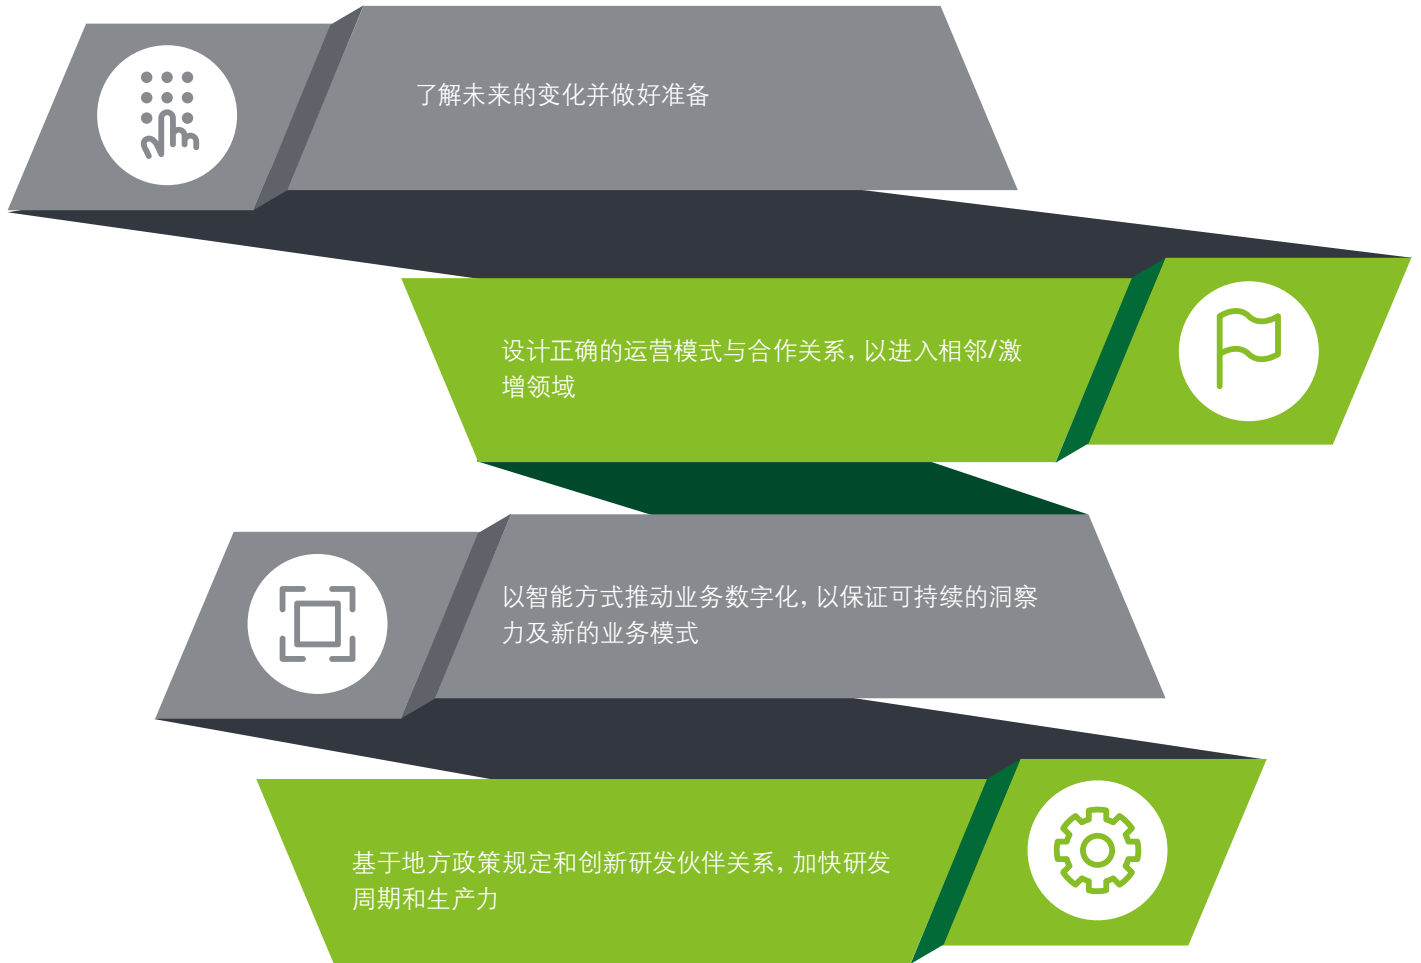 了解未来的变化并做好准备
设计正确的运营模式与合作关系，以进入相邻/激
增领域
以智能方式推动业务数字化，以保证可持续的洞察
力及新的业务模式
基于地方政策规定和创新研发伙伴关系，加快研发
周期和生产力